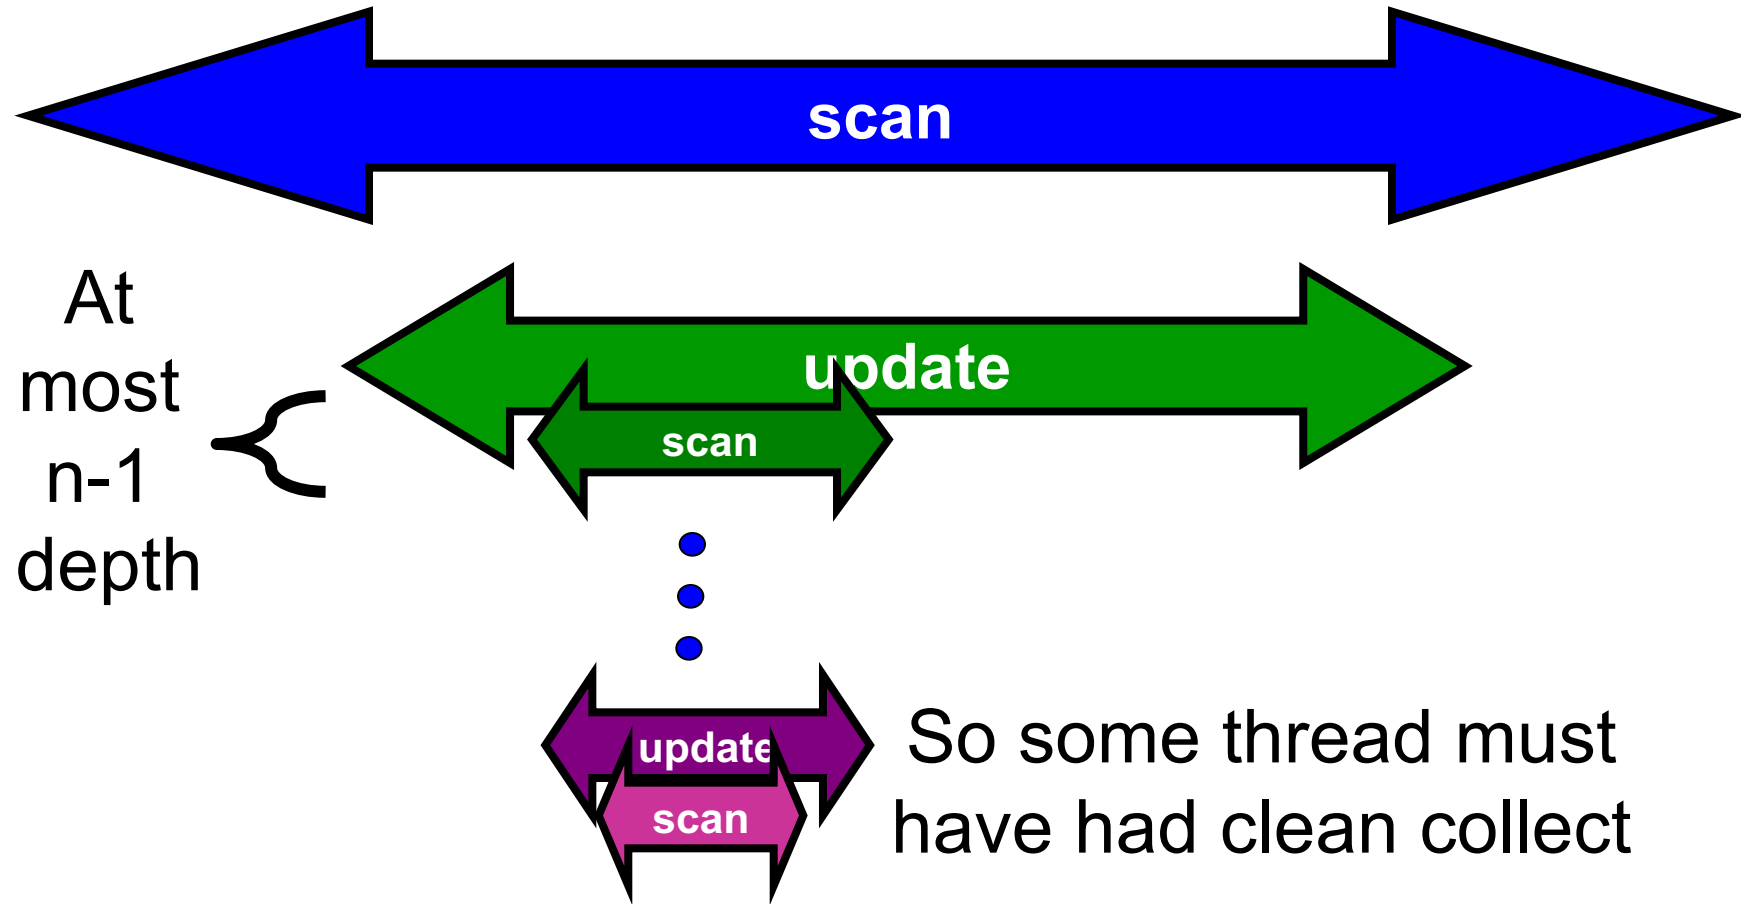 scan
At
most
n-1
depth
update
scan
update
scan
So some thread must
have had clean collect